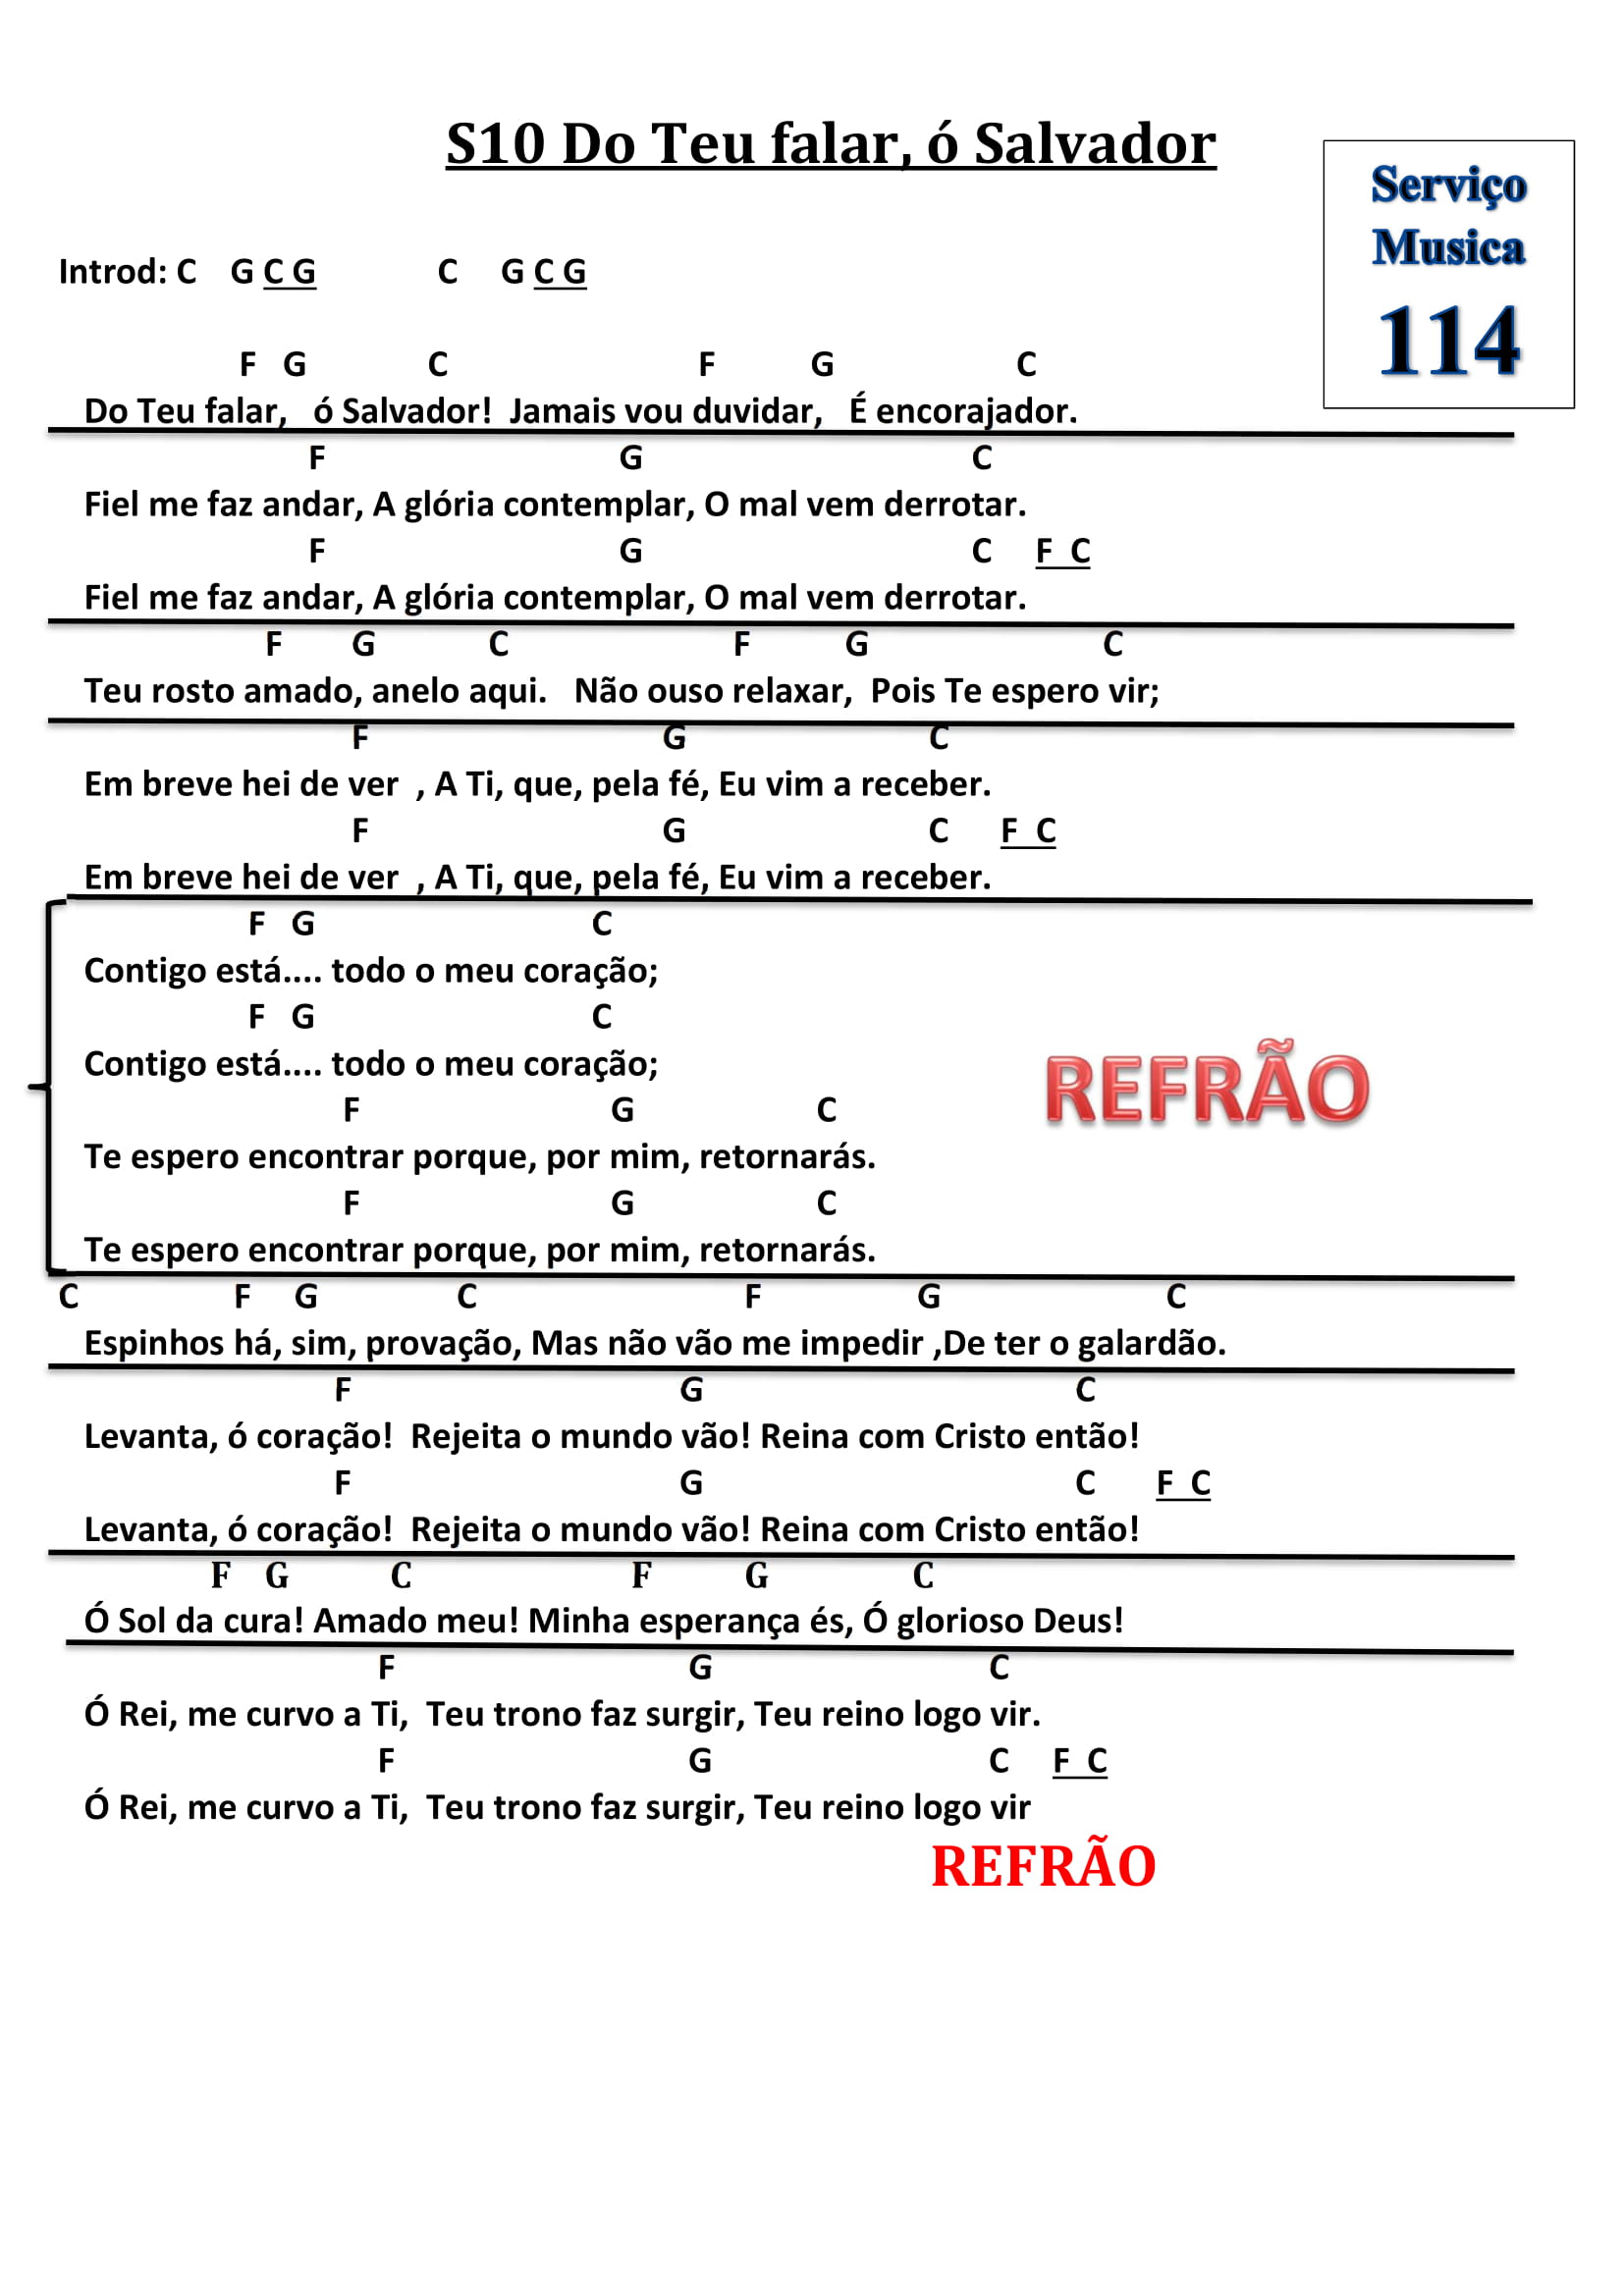 S10 Do Teu falar, ó Salvador
Serviço
Musica
114
Introd: C G C G C G C G
F G C F G C
Do Teu falar, ó Salvador! Jamais vou duvidar, É encorajador.
F G C
Fiel me faz andar, A glória contemplar, O mal vem derrotar.
F G C F C
Fiel me faz andar, A glória contemplar, O mal vem derrotar.
F G C F G C
Teu rosto amado, anelo aqui. Não ouso relaxar, Pois Te espero vir;
F G C
Em breve hei de ver , A Ti, que, pela fé, Eu vim a receber.
F G C F C
Em breve hei de ver , A Ti, que, pela fé, Eu vim a receber.
F G C
Contigo está.... todo o meu coração;
F G C
Contigo está.... todo o meu coração;
REFRÃO
F G C
Te espero encontrar porque, por mim, retornarás.
F G C
Te espero encontrar porque, por mim, retornarás.
C F G C F G C
Espinhos há, sim, provação, Mas não vão me impedir ,De ter o galardão.
F G C
Levanta, ó coração! Rejeita o mundo vão! Reina com Cristo então!
F G C F C
Levanta, ó coração! Rejeita o mundo vão! Reina com Cristo então!
F G C F G C
Ó Sol da cura! Amado meu! Minha esperança és, Ó glorioso Deus!
F G C
Ó Rei, me curvo a Ti, Teu trono faz surgir, Teu reino logo vir.
F G C F C
Ó Rei, me curvo a Ti, Teu trono faz surgir, Teu reino logo vir
REFRÃO